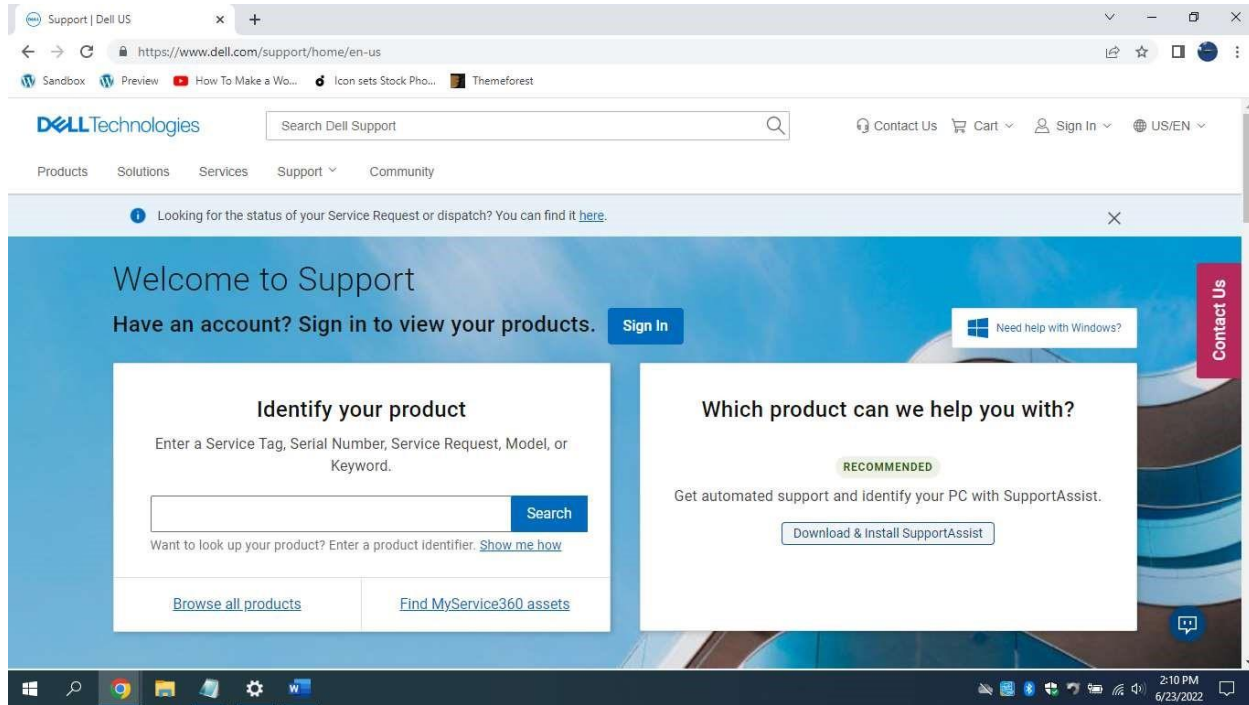 Support | Dell US
https://www.dell.com/support/home/en-us
Sandbox Preview How To Make a Wo... Icon sets Stock Pho... Themeforest
DELLTechnologies Search Dell Support Contact Us Cart Sign In US/EN
Products Solutions Services Support Community
Looking for the status of your Service Request or dispatch? You can find it here.
Welcome to Support
Have an account? Sign in to view your products. Sign In
Need help with Windows?
Contact Us
Identify your product
Enter a Service Tag, Serial Number, Service Request, Model, or
Keyword.
Search
Want to look up your product? Enter a product identifier. Show me how
Browse all products Find MyService360 assets
Which product can we help you with?
RECOMMENDED
Get automated support and identify your PC with SupportAssist.
Download & Install SupportAssist
2:10 PM
6/23/2022